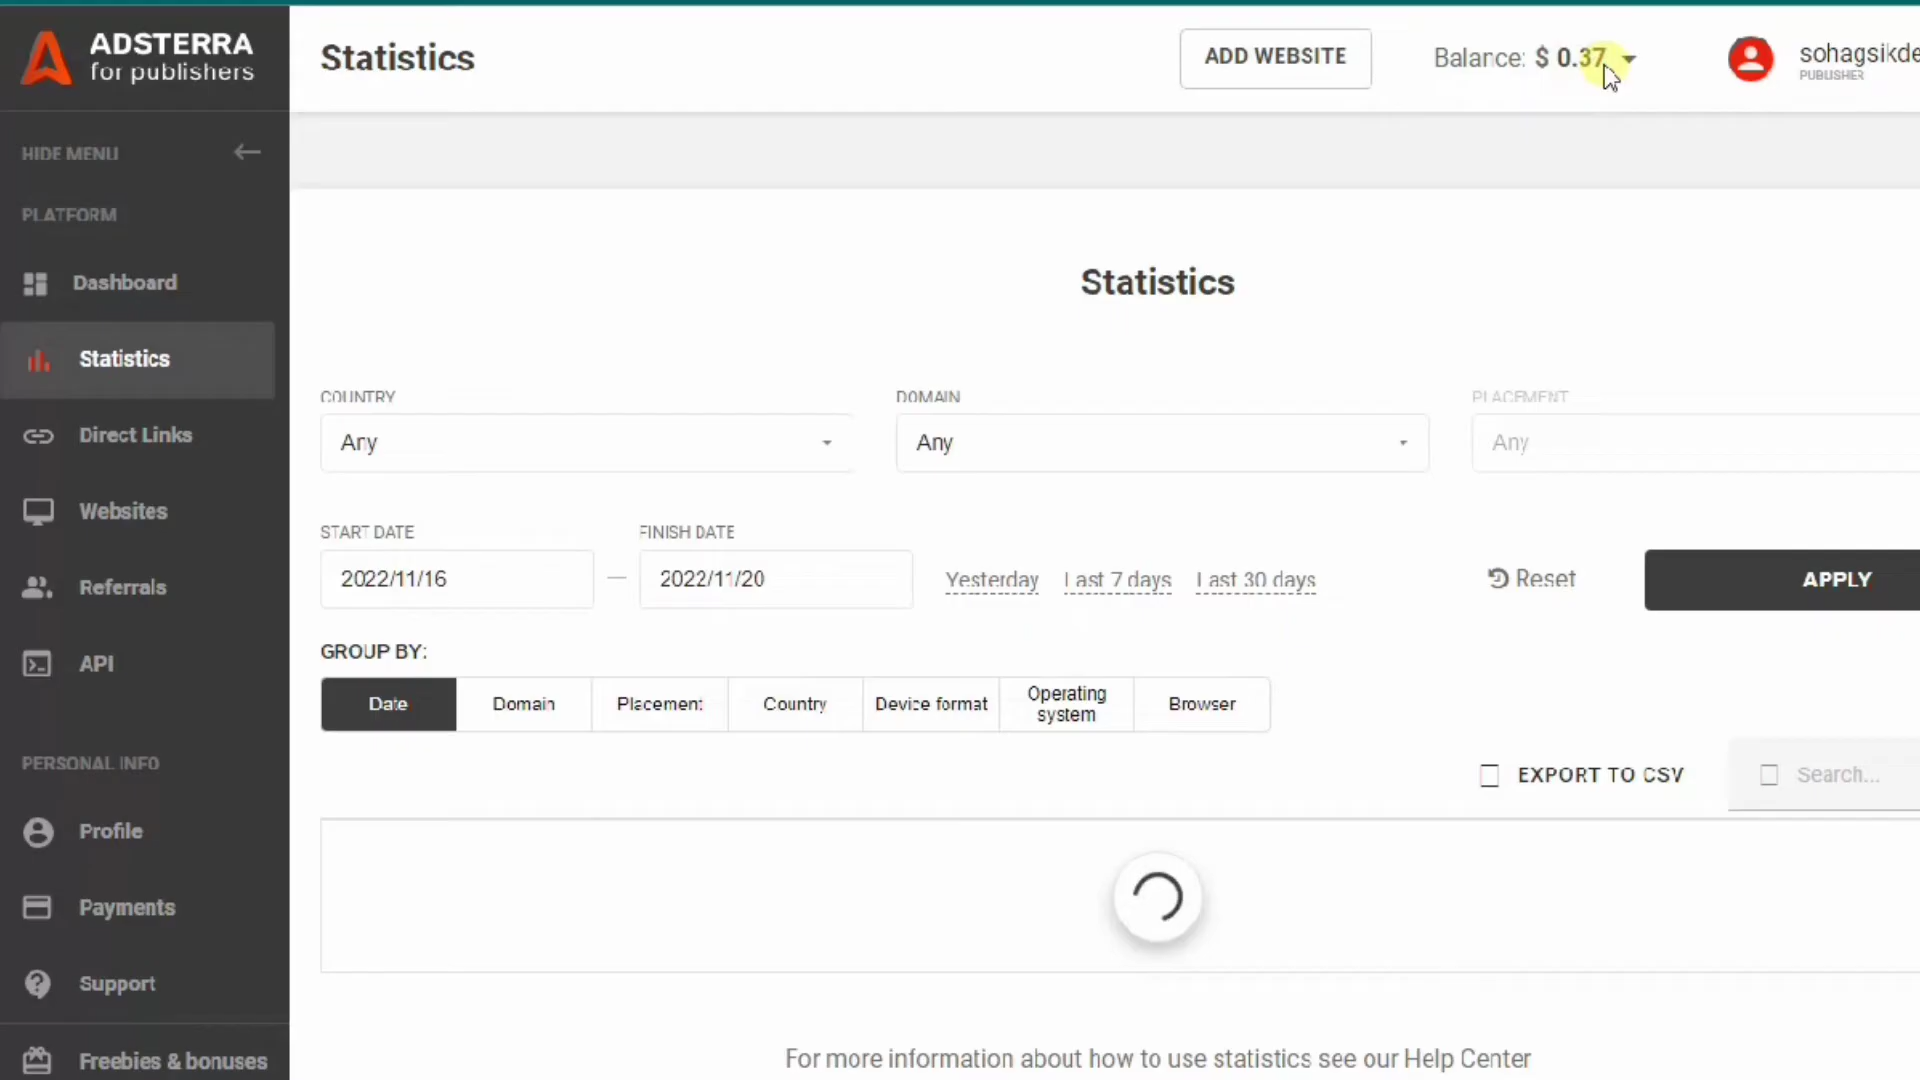 ADSTERRA
for publishers
Statistics
ADD WEBSITE
Balance: $ 0.37
PUBLISHER
HIDE MENU
PLATFORM
Dashboard
Statistics
Direct Links
Websites
Referrals
API
PERSONAL INFO
Profile
Payments
Support
Freebies & bonuses
Statistics
COUNTRY
Any
DOMAIN
Any
PLACEMENT
Any
START DATE
2022/11/16
—
FINISH DATE
2022/11/20
Yesterday
Last 7 days
Last 30 days
Reset
APPLY
GROUP BY:
Date
Domain
Placement
Country
Device format
Operating
system
Browser
EXPORT TO CSV
Search...
For more information about how to use statistics see our Help Center